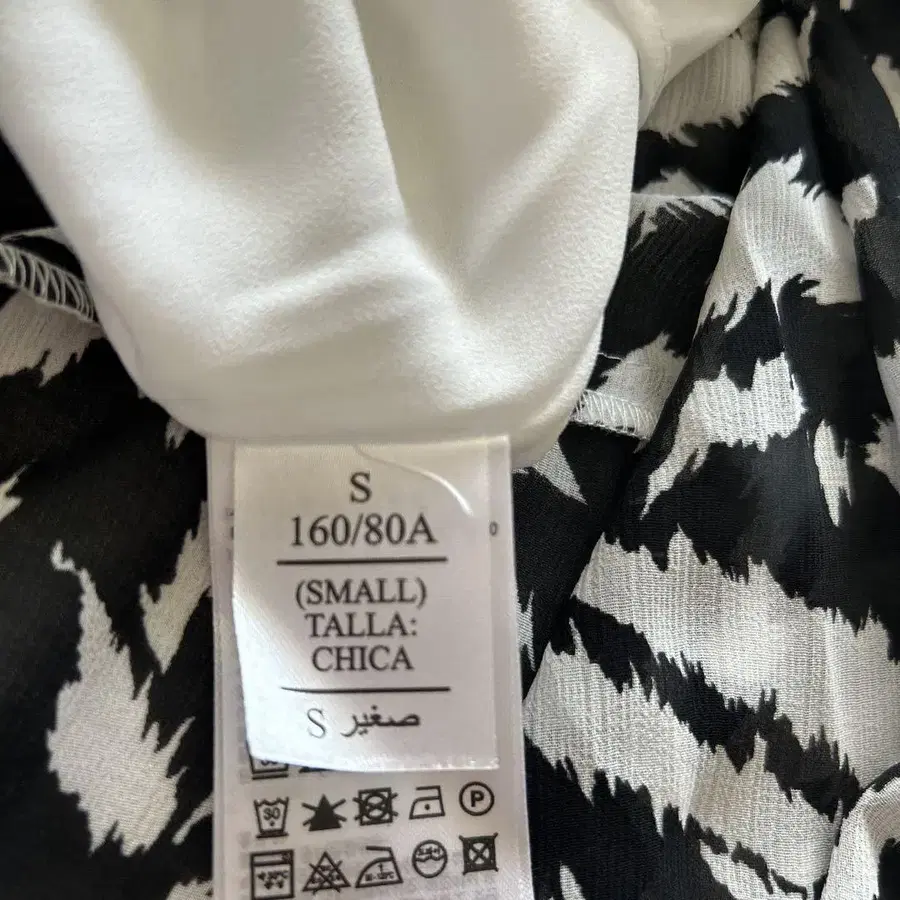 S
160/80A
(SMALL)
TALLA:
CHICA
S صغير
30
P